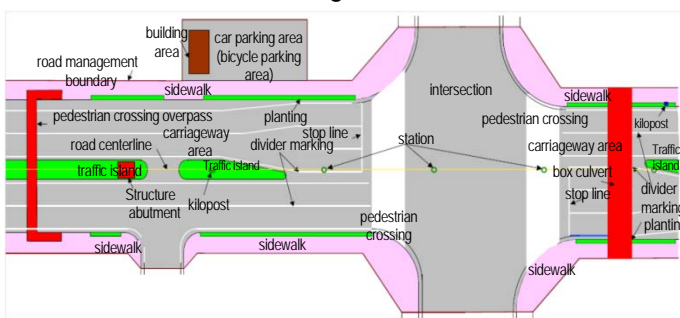 building
area
car parking area
(bicycle parking
area)
road management
boundary
sidewalk
intersection
sidewalk
pedestrian crossing overpass
planting
pedestrian crossing
kilopost
road centerline
carriageway
area
divider marking
stop line
station
carriageway area
Traffic
island
traffic island
Traffic island
box culvert
stop line
divider
marking
planting
Structure
abutment
kilopost
pedestrian
crossing
sidewalk
sidewalk
sidewalk